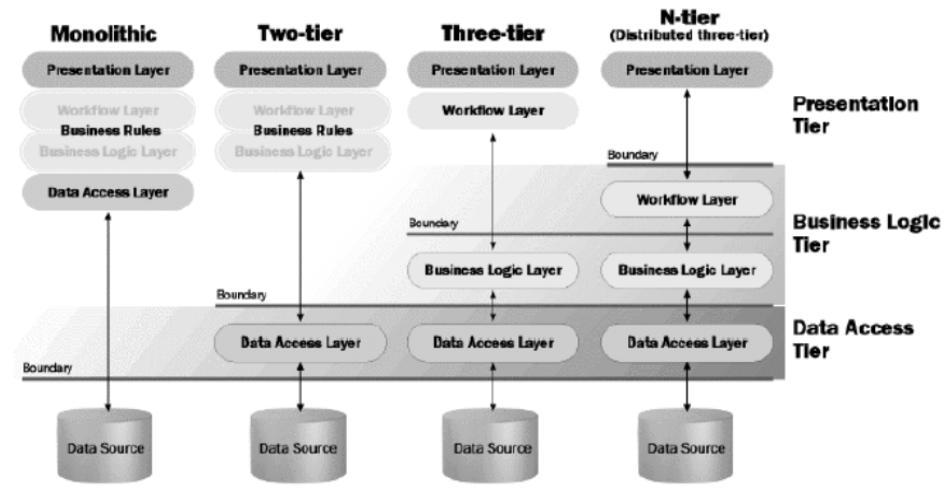 Monolithic
Two-tier
Three-tier
N-tier
(Distributed three-tier)
Presentation Layer
Presentation Layer
Presentation Layer
Presentation Layer
Workflow Layer
Business Rules
Business Logic Layer
Workflow Layer
Business Rules
Business Logic Layer
Workflow Layer
Presentation
Tier
Boundary
Data Access Layer
Workflow Layer
Boundary
Business Logic
Tier
Business Logic Layer
Business Logic Layer
Boundary
Data Access Layer
Data Access Layer
Data Access Layer
Data Access
Tier
Boundary
Data Source
Data Source
Data Source
Data Source